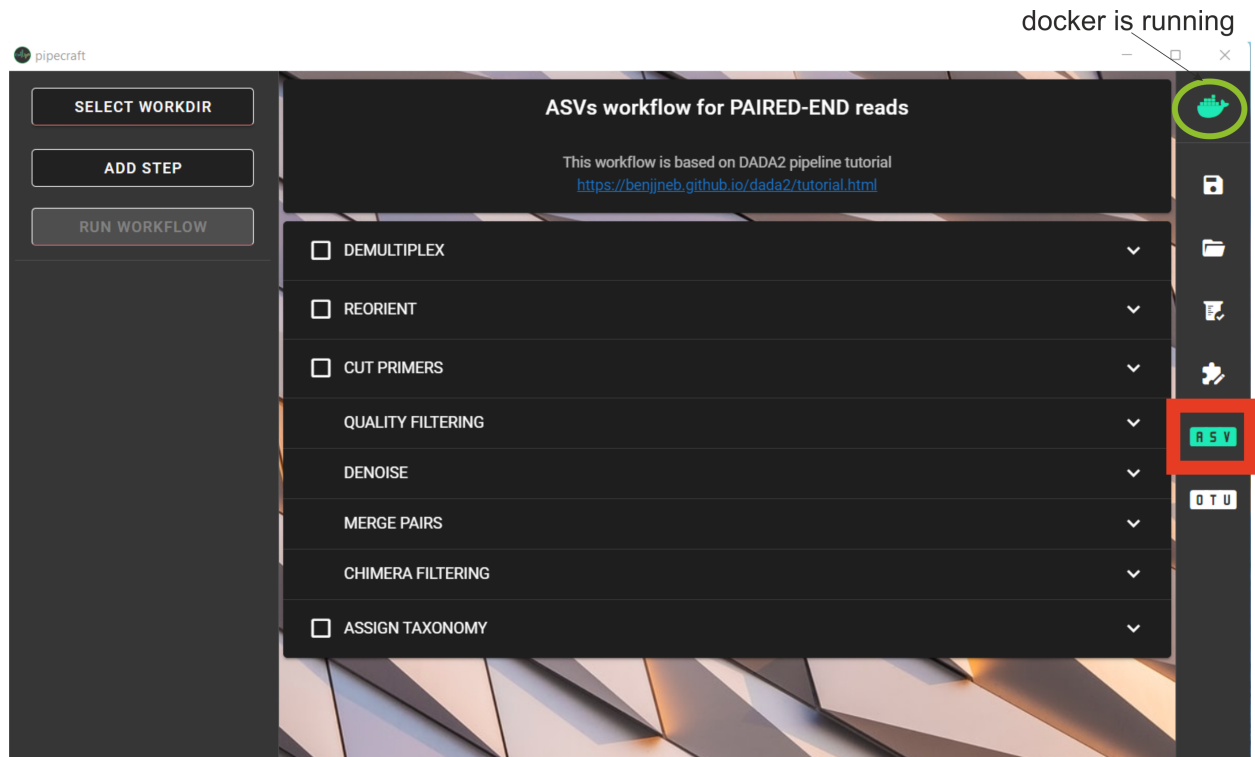 docker is running
pipecraft
SELECT WORKDIR
ADD STEP
RUN WORKFLOW
ASVs workflow for PAIRED-END reads
This workflow is based on DADA2 pipeline tutorial
https://benjjneb.github.io/dada2/tutorial.html
DEMULTIPLEX
REORIENT
CUT PRIMERS
QUALITY FILTERING
DENOISE
MERGE PAIRS
CHIMERA FILTERING
ASSIGN TAXONOMY
ASV
OTU